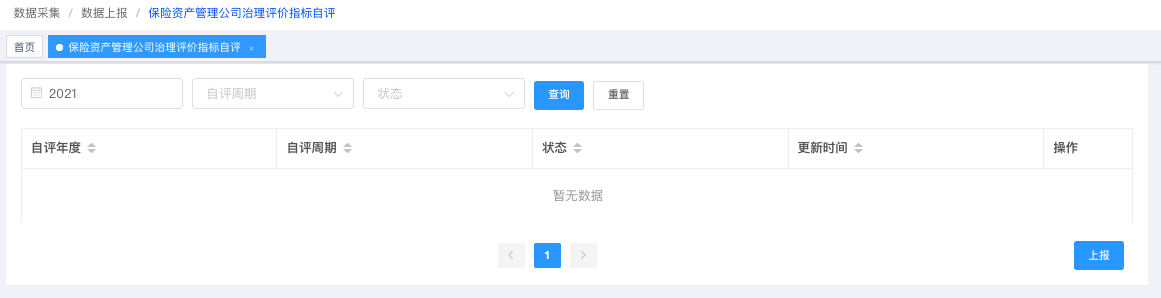 数据采集 / 数据上报 / 保险资产管理公司治理评价指标自评
首页 保险资产管理公司治理评价指标自评 ×
2021 自评周期 状态 查询 重置
自评年度 自评周期 状态 更新时间 操作
暂无数据
1 上报